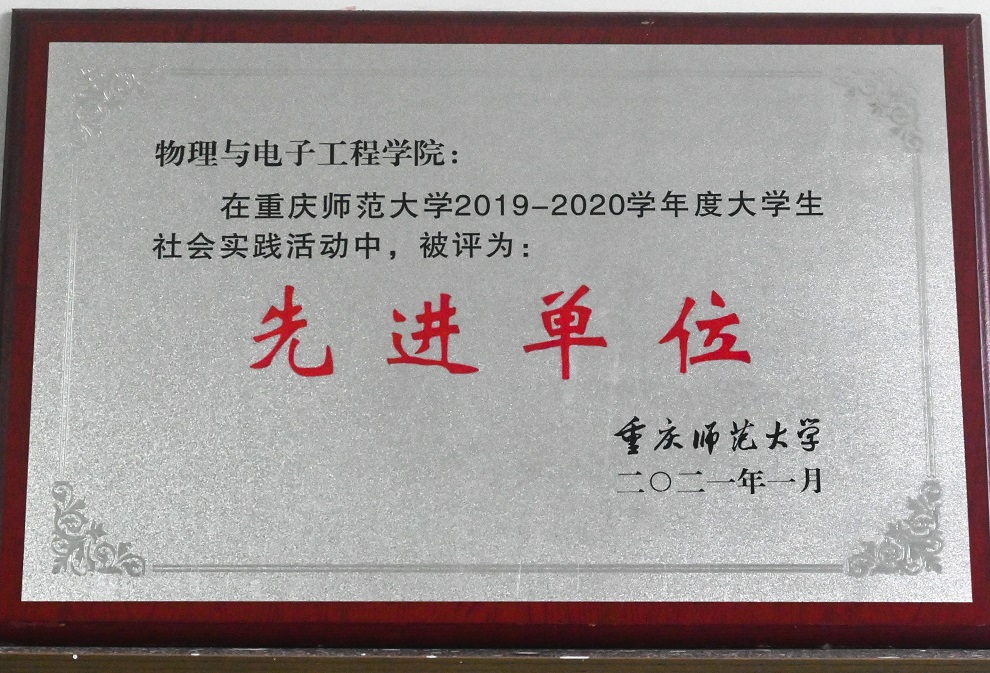 物理与电子工程学院：
在重庆师范大学2019-2020学年度大学生
社会实践活动中，被评为：
先进单位
重庆师范大学
二〇二一年一月